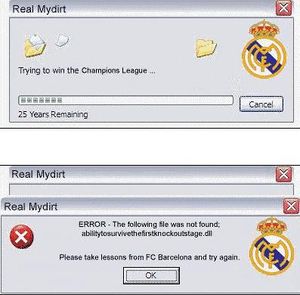 Real Mydirt
Trying to win the Champions League ...
Cancel
25 Years Remaining
Real Mydirt
Real Mydirt
ERROR - The following file was not found;
abilitytosurvivethefirstknockoutstage.dll
Please take lessons from FC Barcelona and try again.
OK